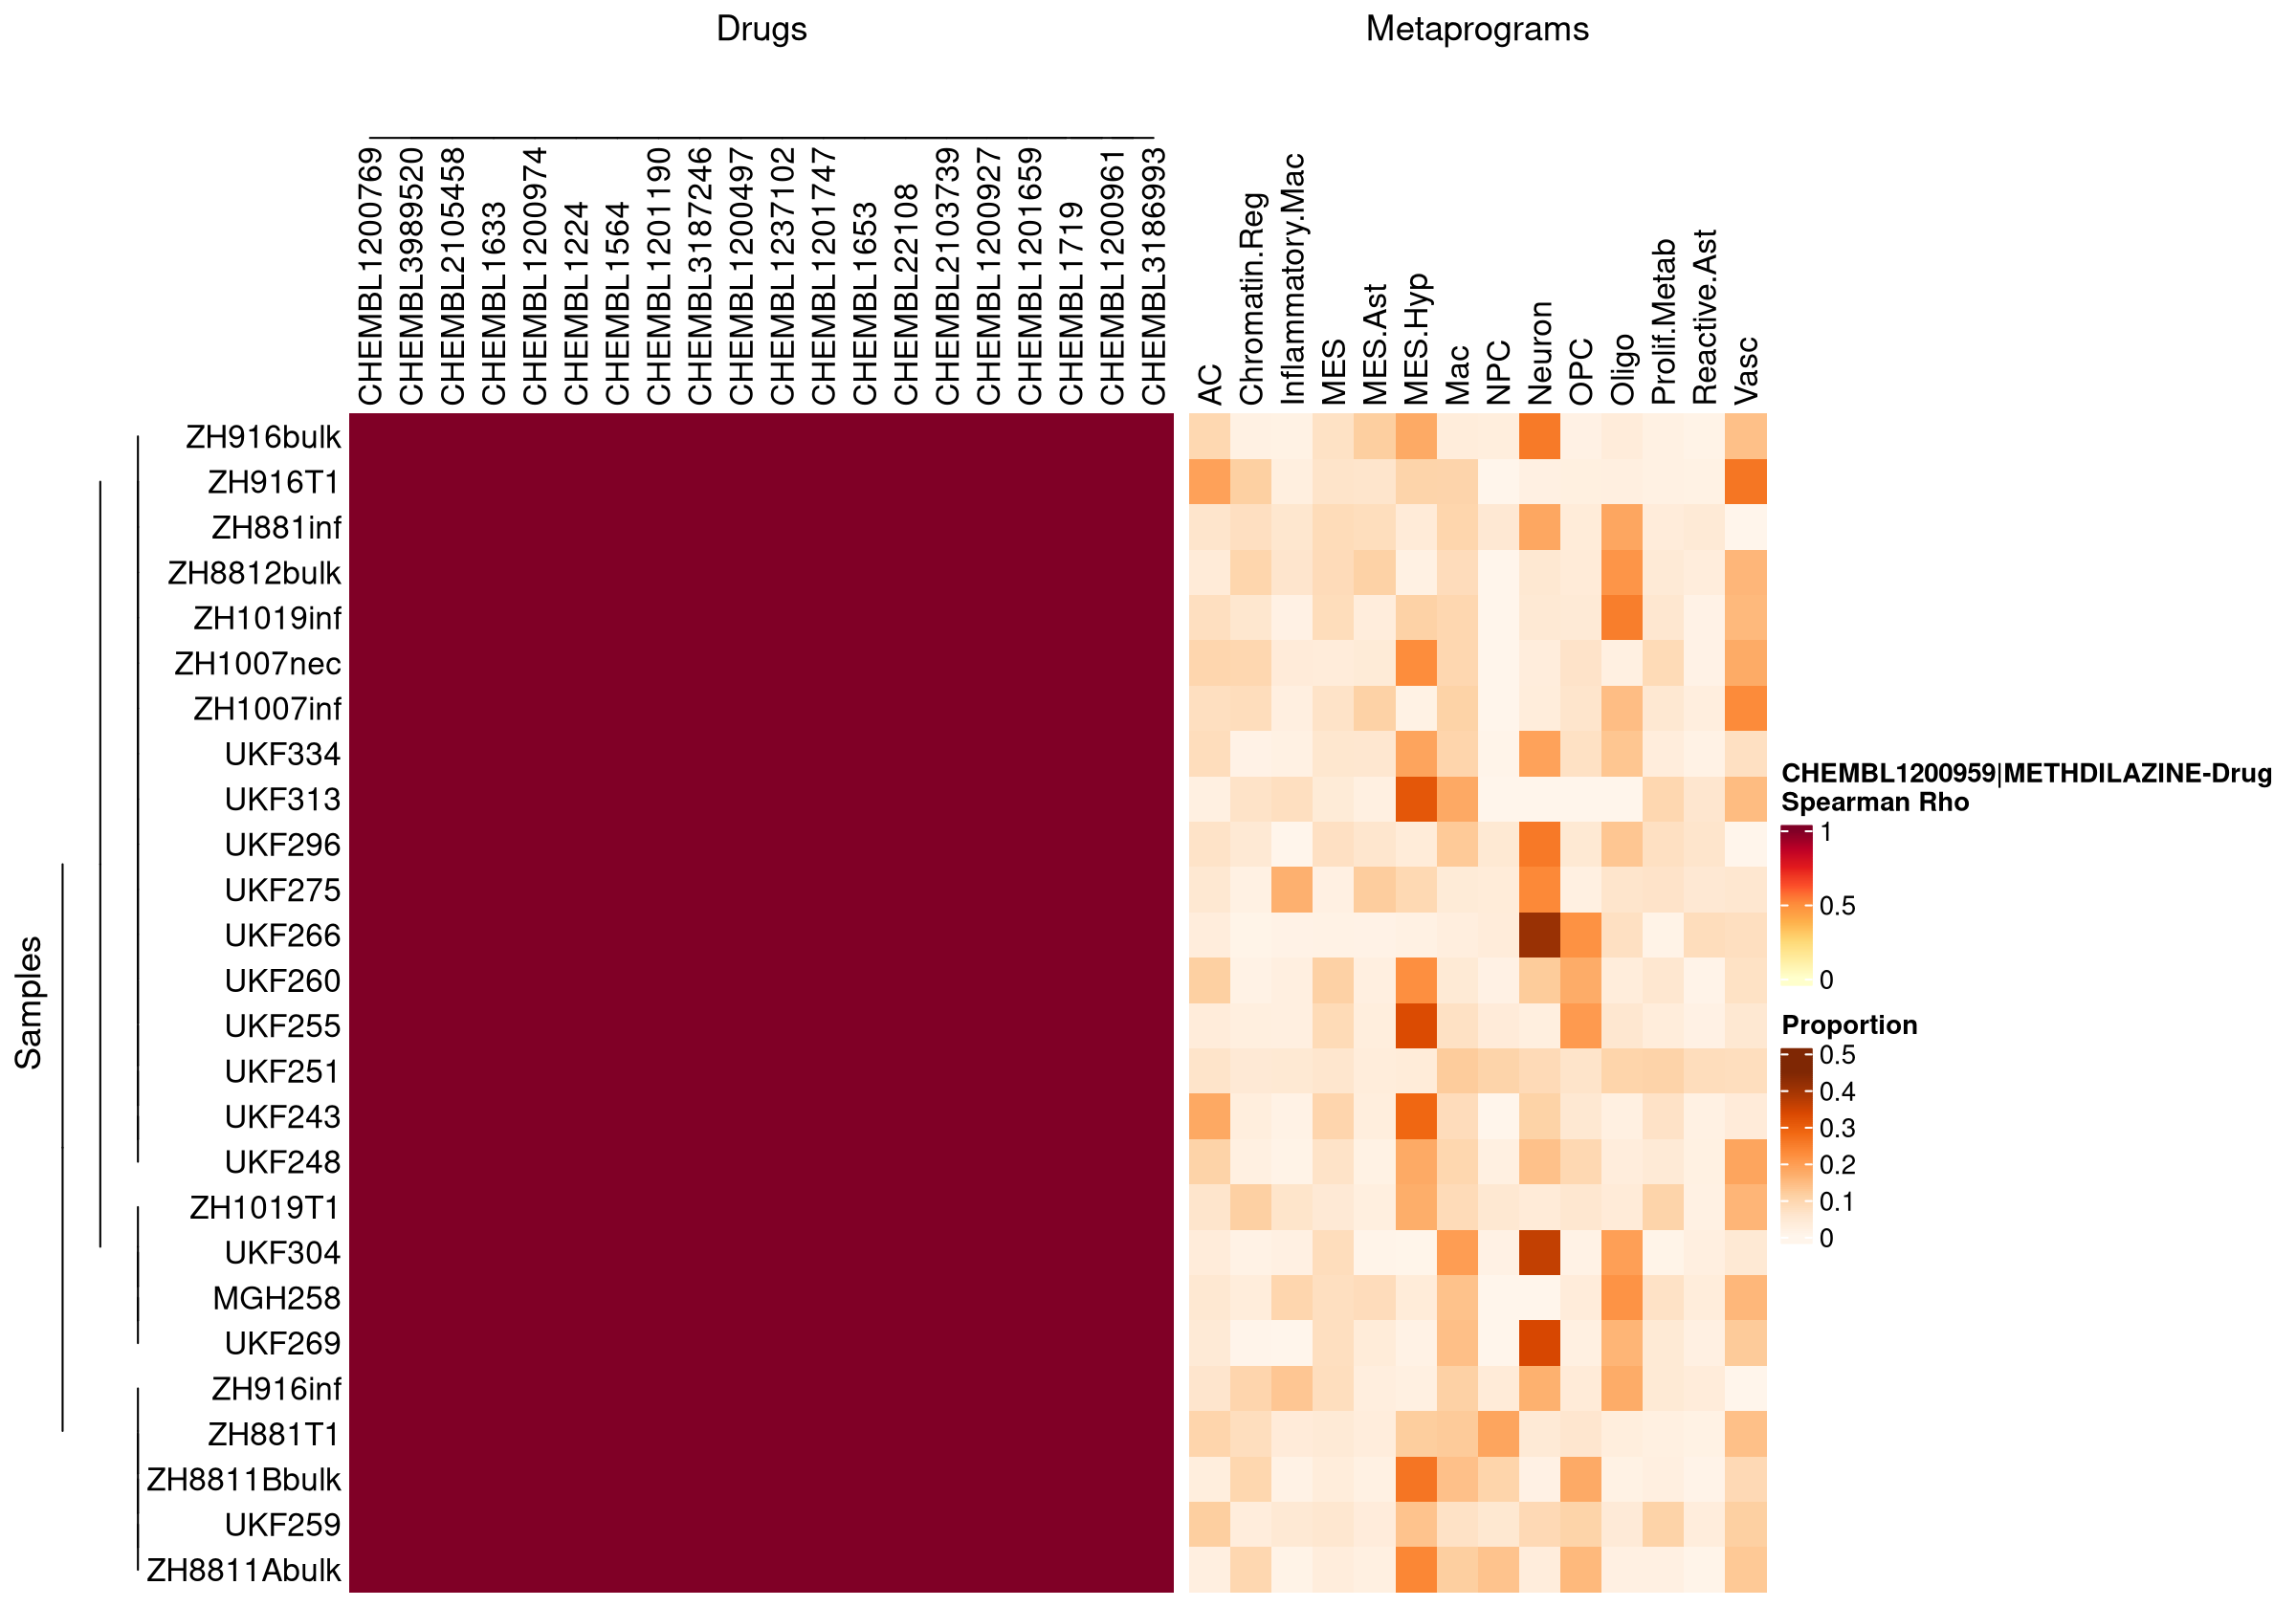 Drugs
Metaprograms
CHEMBL1200769
CHEMBL3989520
CHEMBL2105458
CHEMBL1633
CHEMBL1200974
CHEMBL1224
CHEMBL1564
CHEMBL1201190
CHEMBL3187246
CHEMBL1200497
CHEMBL1237102
CHEMBL1201747
CHEMBL1653
CHEMBL22108
CHEMBL2103739
CHEMBL1200927
CHEMBL1201659
CHEMBL1719
CHEMBL1200961
CHEMBL3186993
AC
Chromatin.Reg
Inflammatory.Mac
MES
MES.Ast
MES.Hyp
Mac
NPC
Neuron
OPC
Oligo
Prolif.Metab
Reactive.Ast
Vasc
Samples
ZH916bulk
ZH916T1
ZH881inf
ZH8812bulk
ZH1019inf
ZH1007nec
ZH1007inf
UKF334
UKF313
UKF296
UKF275
UKF266
UKF260
UKF255
UKF251
UKF243
UKF248
ZH1019T1
UKF304
MGH258
UKF269
ZH916inf
ZH881T1
ZH8811Bbulk
UKF259
ZH8811Abulk
CHEMBL1200959|METHDILAZINE-Drug
Spearman Rho
1
0.5
0
Proportion
0.5
0.4
0.3
0.2
0.1
0